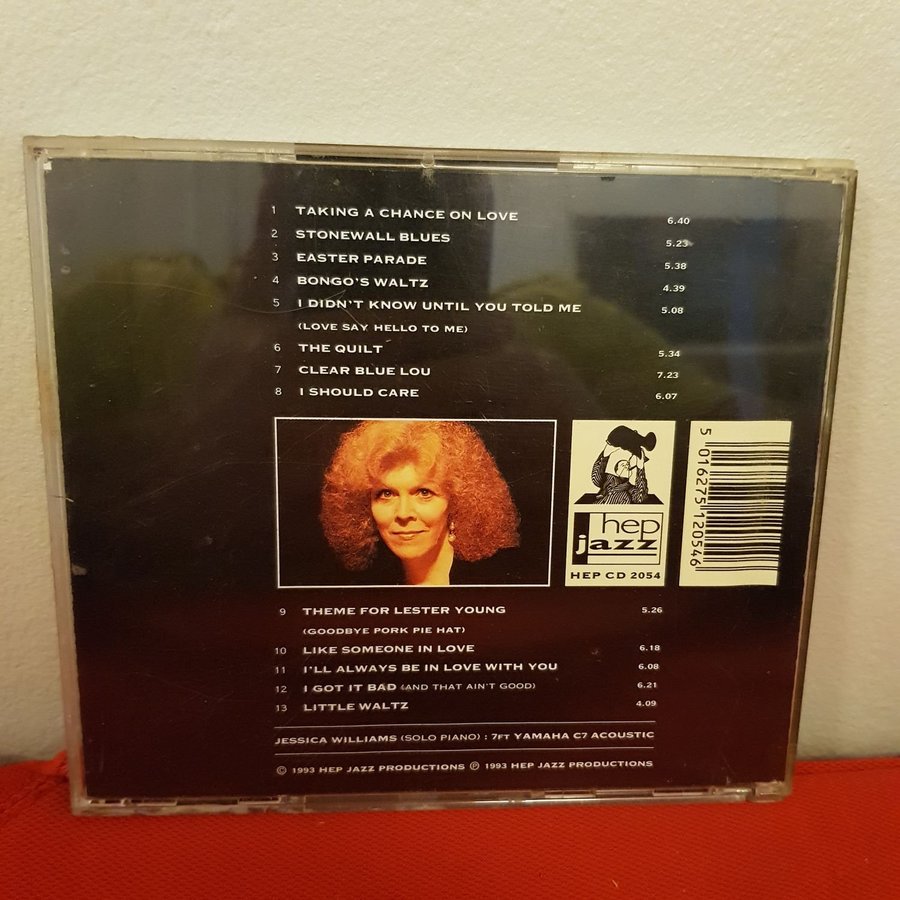 1 TAKING A CHANCE ON LOVE 6.40
2 STONEWALL BLUES 5.23
3 EASTER PARADE 5.38
4 BONGO'S WALTZ 4.39
5 I DIDN'T KNOW UNTIL YOU TOLD ME 5.08
(LOVE SAY HELLO TO ME)
6 THE QUILT 5.34
7 CLEAR BLUE LOU 7.23
8 I SHOULD CARE 6.07
hep
jazz
HEP CD 2054
5 016275 120546
9 THEME FOR LESTER YOUNG 5.26
(GOODBYE PORK PIE HAT)
10 LIKE SOMEONE IN LOVE 6.18
11 I'LL ALWAYS BE IN LOVE WITH YOU 6.08
12 I GOT IT BAD (AND THAT AIN'T GOOD) 6.21
13 LITTLE WALTZ 4.09
JESSICA WILLIAMS (SOLO PIANO) : 7FT YAMAHA C7 ACOUSTIC
© 1993 HEP JAZZ PRODUCTIONS ℗ 1993 HEP JAZZ PRODUCTIONS